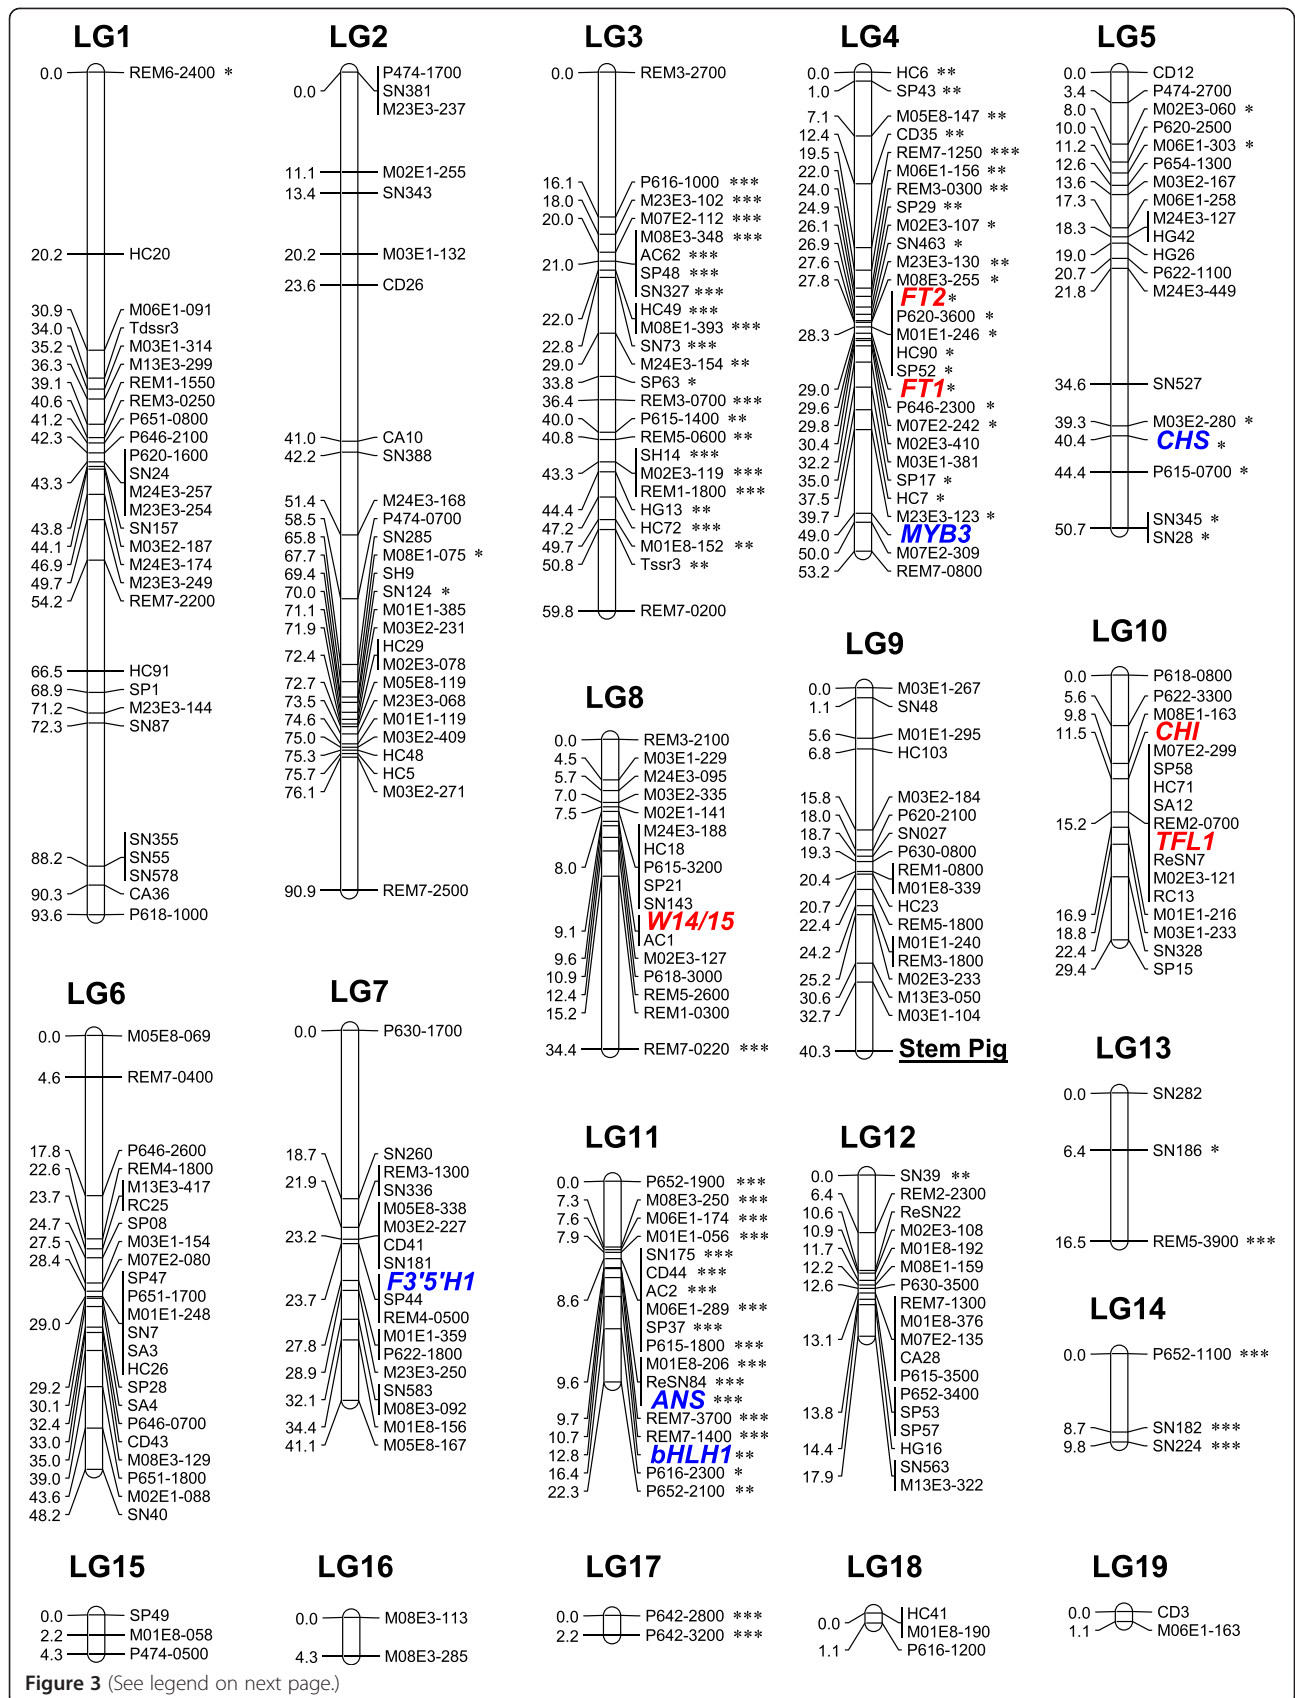 LG1
0.0 REM6-2400 *
20.2 HC20
30.9 M06E1-091
34.0 Tdssr3
35.2 M03E1-314
36.3 M13E3-299
39.1 REM1-1550
40.6 REM3-0250
41.2 P651-0800
42.3 P646-2100
P620-1600
SN24
43.3 M24E3-257
M23E3-254
43.8 SN157
44.1 M03E2-187
46.9 M24E3-174
49.7 M23E3-249
54.2 REM7-2200
66.5 HC91
68.9 SP1
71.2 M23E3-144
72.3 SN87
SN355
88.2 SN55
SN578
90.3 CA36
93.6 P618-1000
LG2
P474-1700
0.0 SN381
M23E3-237
11.1 M02E1-255
13.4 SN343
20.2 M03E1-132
23.6 CD26
41.0 CA10
42.2 SN388
51.4 M24E3-168
58.5 P474-0700
65.8 SN285
67.7 M08E1-075 *
69.4 SH9
70.0 SN124 *
71.1 M01E1-385
71.9 M03E2-231
72.4 HC29
M02E3-078
72.7 M05E8-119
73.5 M23E3-068
74.6 M01E1-119
75.0 M03E2-409
75.3 HC48
75.7 HC5
76.1 M03E2-271
90.9 REM7-2500
LG3
0.0 REM3-2700
16.1 P616-1000 ***
18.0 M23E3-102 ***
20.0 M07E2-112 ***
M08E3-348 ***
AC62 ***
21.0 SP48 ***
SN327 ***
22.0 HC49 ***
M08E1-393 ***
22.8 SN73 ***
29.0 M24E3-154 **
33.8 SP63 *
36.4 REM3-0700 ***
40.0 P615-1400 **
40.8 REM5-0600 **
SH14 ***
43.3 M02E3-119 ***
REM1-1800 ***
44.4 HG13 **
47.2 HC72 ***
49.7 M01E8-152 **
50.8 Tssr3 **
59.8 REM7-0200
LG4
0.0 HC6 **
1.0 SP43 **
7.1 M05E8-147 **
12.4 CD35 **
19.5 REM7-1250 ***
22.0 M06E1-156 **
24.0 REM3-0300 **
24.9 SP29 **
26.1 M02E3-107 *
26.9 SN463 *
27.6 M23E3-130 **
27.8 M08E3-255 *
FT2 *
P620-3600 *
28.3 M01E1-246 *
HC90 *
SP52 *
29.0 FT1 *
29.6 P646-2300 *
29.8 M07E2-242 *
30.4 M02E3-410
32.2 M03E1-381
35.0 SP17 *
37.5 HC7 *
39.7 M23E3-123 *
49.0 MYB3
50.0 M07E2-309
53.2 REM7-0800
LG5
0.0 CD12
3.4 P474-2700
8.0 M02E3-060 *
10.0 P620-2500
11.2 M06E1-303 *
12.6 P654-1300
13.6 M03E2-167
17.3 M06E1-258
18.3 M24E3-127
HG42
19.0 HG26
20.7 P622-1100
21.8 M24E3-449
34.6 SN527
39.3 M03E2-280 *
40.4 CHS *
44.4 P615-0700 *
50.7 SN345 *
SN28 *
LG6
0.0 M05E8-069
4.6 REM7-0400
17.8 P646-2600
22.6 REM4-1800
23.7 M13E3-417
RC25
24.7 SP08
27.5 M03E1-154
28.4 M07E2-080
SP47
P651-1700
M01E1-248
29.0 SN7
SA3
HC26
29.2 SP28
30.1 SA4
32.4 P646-0700
33.0 CD43
35.0 M08E3-129
39.0 P651-1800
43.6 M02E1-088
48.2 SN40
LG7
0.0 P630-1700
18.7 SN260
21.9 REM3-1300
SN336
M05E8-338
M03E2-227
23.2 CD41
SN181
F3'5'H1
23.7 SP44
REM4-0500
27.8 M01E1-359
P622-1800
28.9 M23E3-250
32.1 SN583
M08E3-092
34.4 M01E8-156
41.1 M05E8-167
LG8
0.0 REM3-2100
4.5 M03E1-229
5.7 M24E3-095
7.0 M03E2-335
7.5 M02E1-141
M24E3-188
HC18
8.0 P615-3200
SP21
SN143
9.1 W14/15
AC1
9.6 M02E3-127
10.9 P618-3000
12.4 REM5-2600
15.2 REM1-0300
34.4 REM7-0220 ***
LG9
0.0 M03E1-267
1.1 SN48
5.6 M01E1-295
6.8 HC103
15.8 M03E2-184
18.0 P620-2100
18.7 SN027
19.3 P630-0800
20.4 REM1-0800
M01E8-339
20.7 HC23
22.4 REM5-1800
24.2 M01E1-240
REM3-1800
25.2 M02E3-233
30.6 M13E3-050
32.7 M03E1-104
40.3 Stem Pig
LG10
0.0 P618-0800
5.6 P622-3300
9.8 M08E1-163
11.5 CHI
M07E2-299
SP58
HC71
SA12
15.2 REM2-0700
TFL1
ReSN7
M02E3-121
RC13
16.9 M01E1-216
18.8 M03E1-233
22.4 SN328
29.4 SP15
LG11
0.0 P652-1900 ***
7.3 M08E3-250 ***
7.6 M06E1-174 ***
7.9 M01E1-056 ***
SN175 ***
CD44 ***
AC2 ***
8.6 M06E1-289 ***
SP37 ***
P615-1800 ***
M01E8-206 ***
9.6 ReSN84 ***
ANS ***
9.7 REM7-3700 ***
10.7 REM7-1400 ***
12.8 bHLH1 **
16.4 P616-2300 *
22.3 P652-2100 **
LG12
0.0 SN39 **
6.4 REM2-2300
10.6 ReSN22
10.9 M02E3-108
11.7 M01E8-192
12.2 M08E1-159
12.6 P630-3500
REM7-1300
M01E8-376
13.1 M07E2-135
CA28
P615-3500
P652-3400
13.8 SP53
SP57
14.4 HG16
17.9 SN563
M13E3-322
LG13
0.0 SN282
6.4 SN186 *
16.5 REM5-3900 ***
LG14
0.0 P652-1100 ***
8.7 SN182 ***
9.8 SN224 ***
LG15
0.0 SP49
2.2 M01E8-058
4.3 P474-0500
LG16
0.0 M08E3-113
4.3 M08E3-285
LG17
0.0 P642-2800 ***
2.2 P642-3200 ***
LG18
0.0 HC41
M01E8-190
1.1 P616-1200
LG19
0.0 CD3
1.1 M06E1-163
Figure 3 (See legend on next page.)